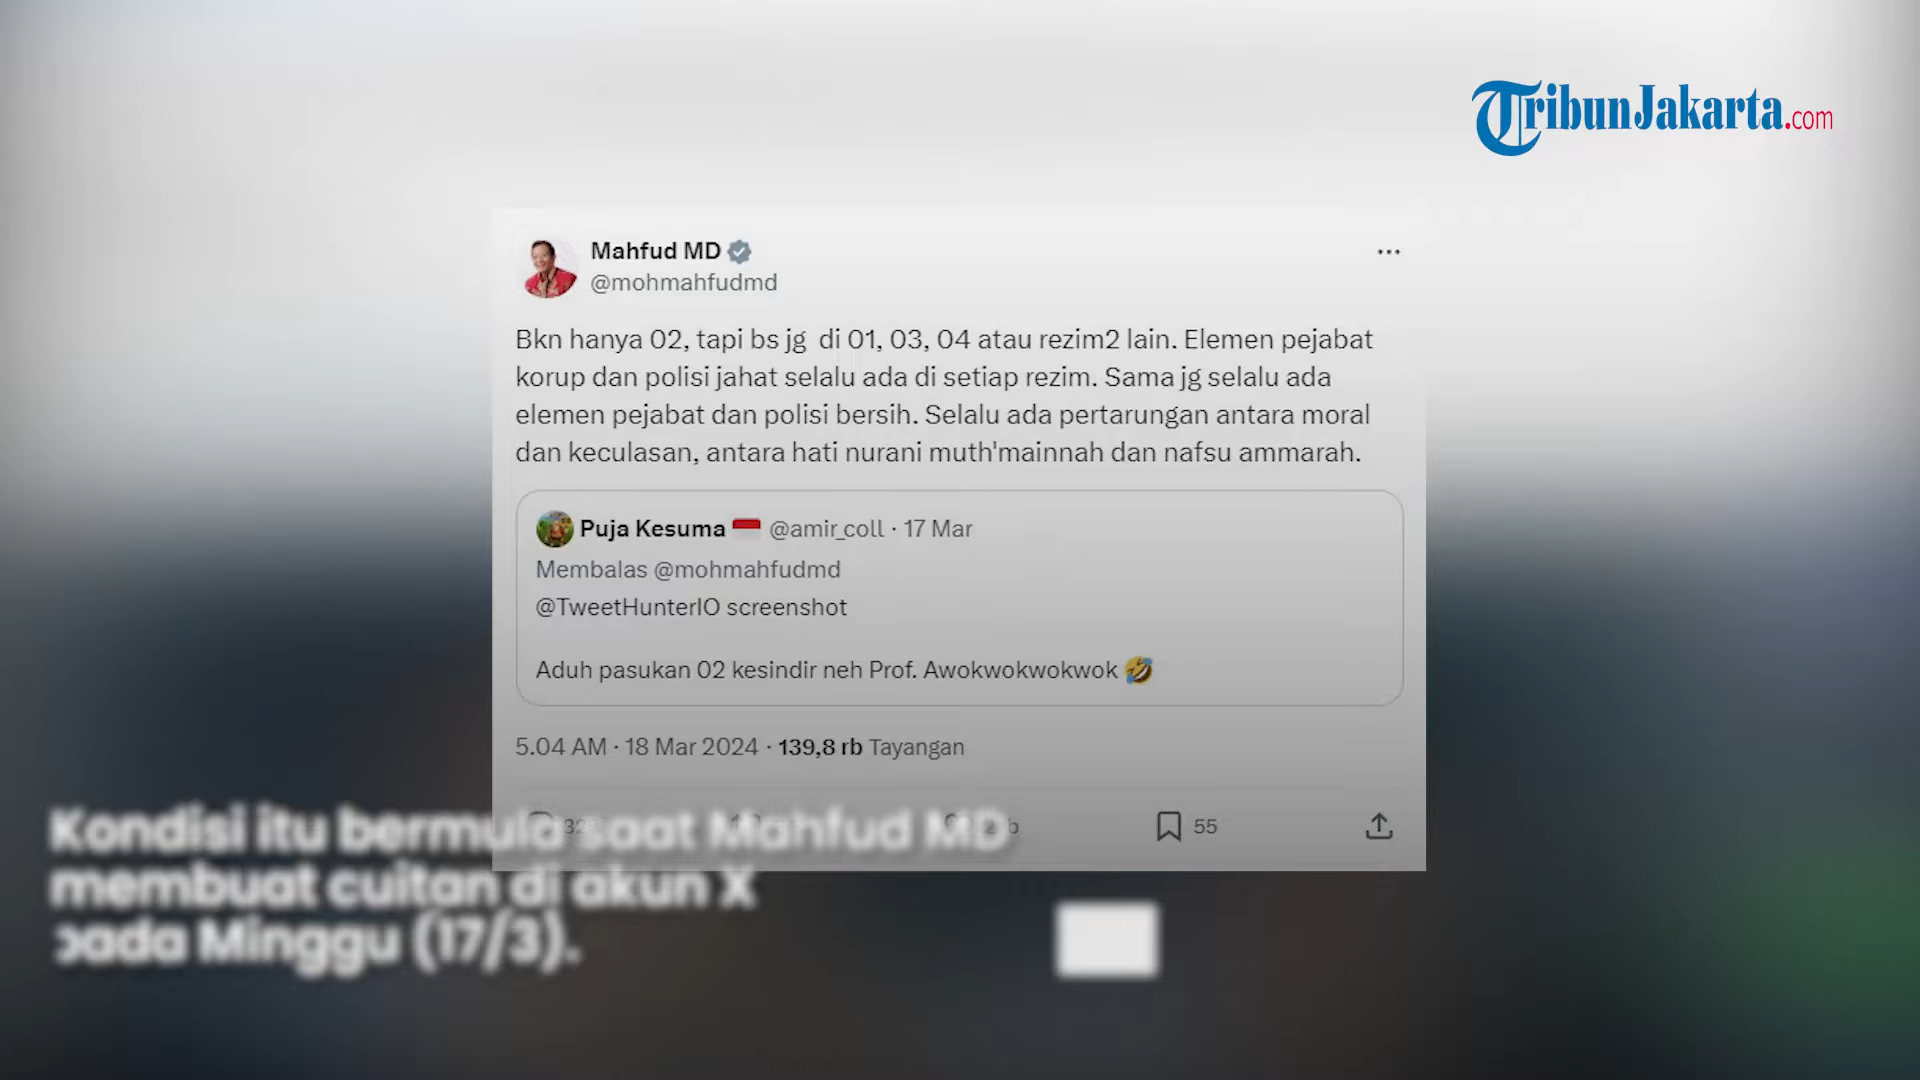 TribunJakarta.com
Mahfud MD
@mohmahfudmd
Bkn hanya 02, tapi bs jg di 01, 03, 04 atau rezim2 lain. Elemen pejabat
korup dan polisi jahat selalu ada di setiap rezim. Sama jg selalu ada
elemen pejabat dan polisi bersih. Selalu ada pertarungan antara moral
dan keculasan, antara hati nurani muth'mainnah dan nafsu ammarah.
Puja Kesuma @amir_coll · 17 Mar
Membalas @mohmahfudmd
@TweetHunterIO screenshot
Aduh pasukan 02 kesindir neh Prof. Awokwokwokwok 🤣
5.04 AM · 18 Mar 2024 · 139,8 rb Tayangan
55
Kondisi itu bermula saat Mahfud MD
membuat cuitan di akun X
pada Minggu (17/3).